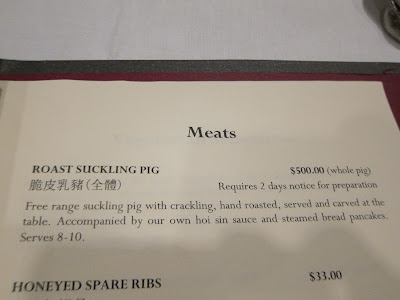 Meats
ROAST SUCKLING PIG $500.00 (whole pig)
脆皮乳豬(全體) Requires 2 days notice for preparation
Free range suckling pig with crackling, hand roasted, served and carved at the
table. Accompanied by our own hoi sin sauce and steamed bread pancakes.
Serves 8-10.
HONEYED SPARE RIBS $33.00